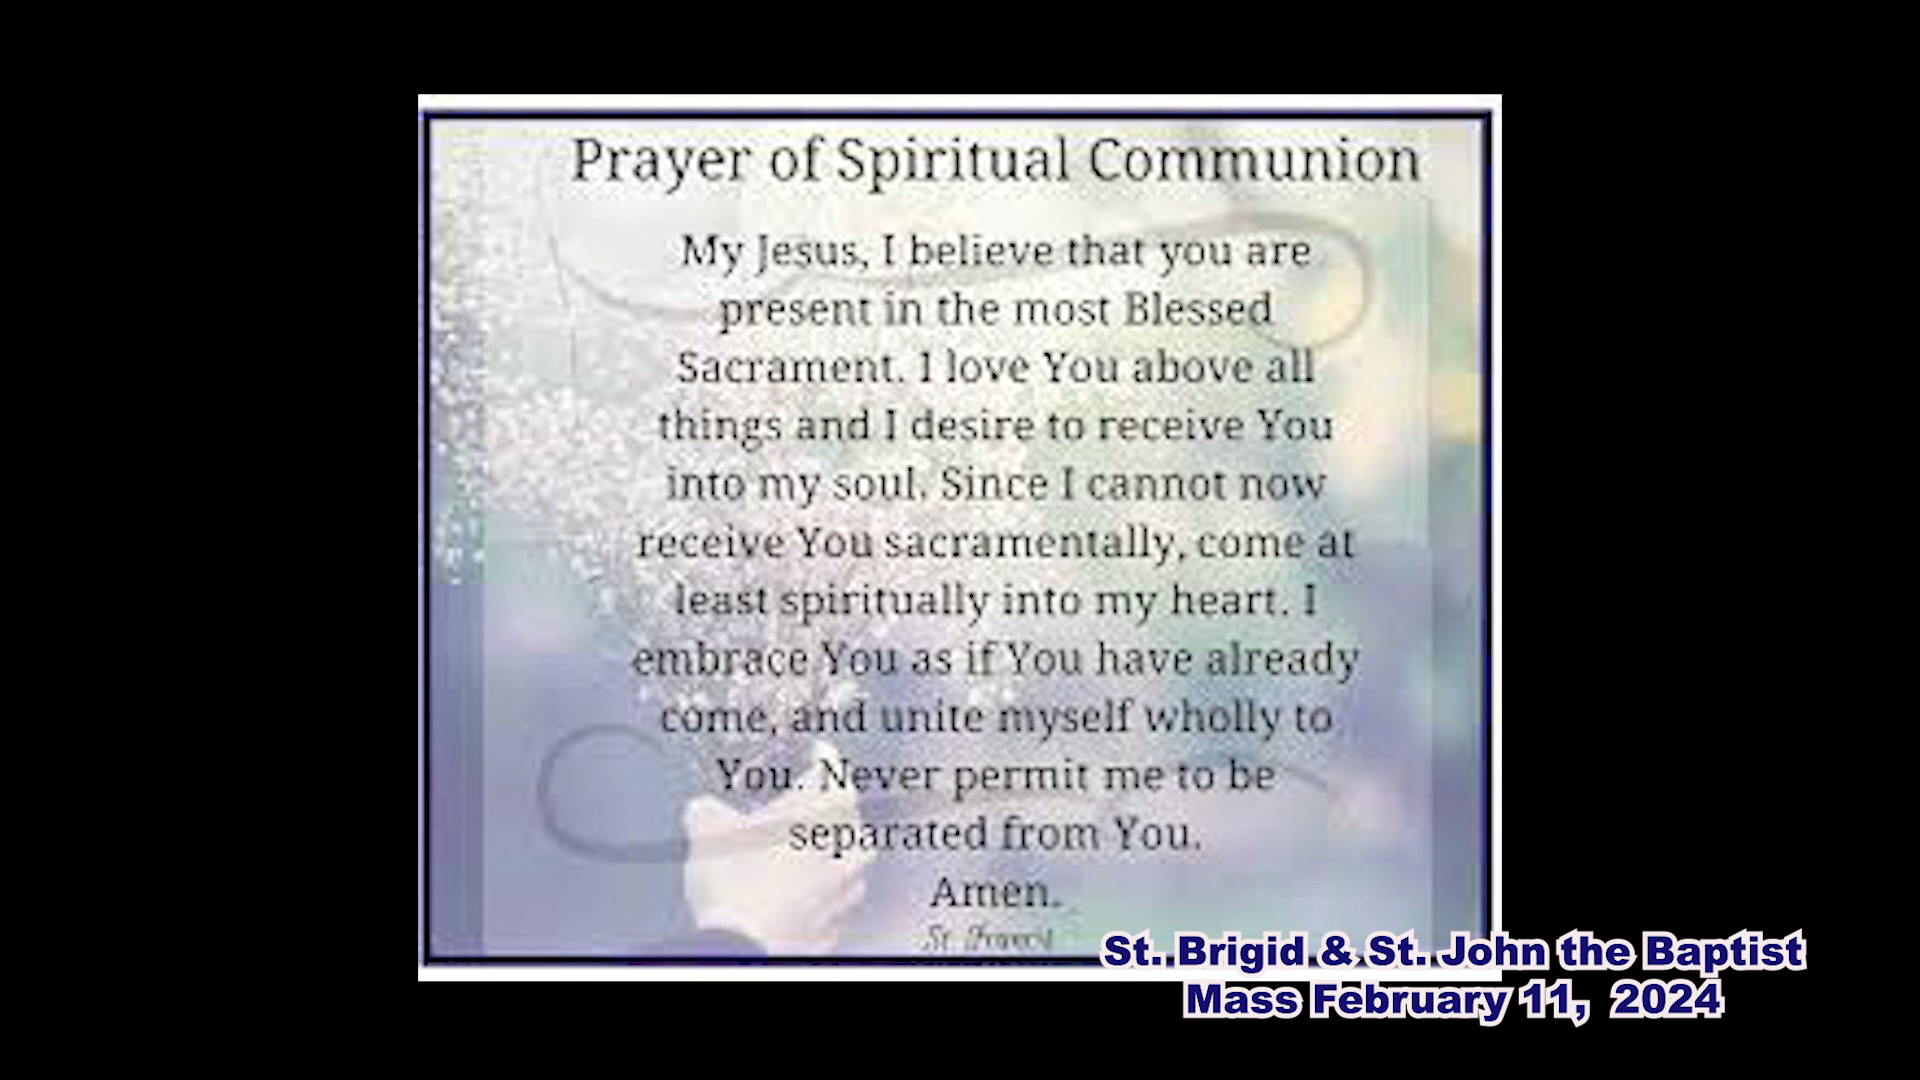 Prayer of Spiritual Communion
My Jesus, I believe that you are
present in the most Blessed
Sacrament. I love You above all
things and I desire to receive You
into my soul. Since I cannot now
receive You sacramentally, come at
least spiritually into my heart. I
embrace You as if You have already
come, and unite myself wholly to
You. Never permit me to be
separated from You.
Amen.
St. Francis
St. Brigid & St. John the Baptist
Mass February 11, 2024